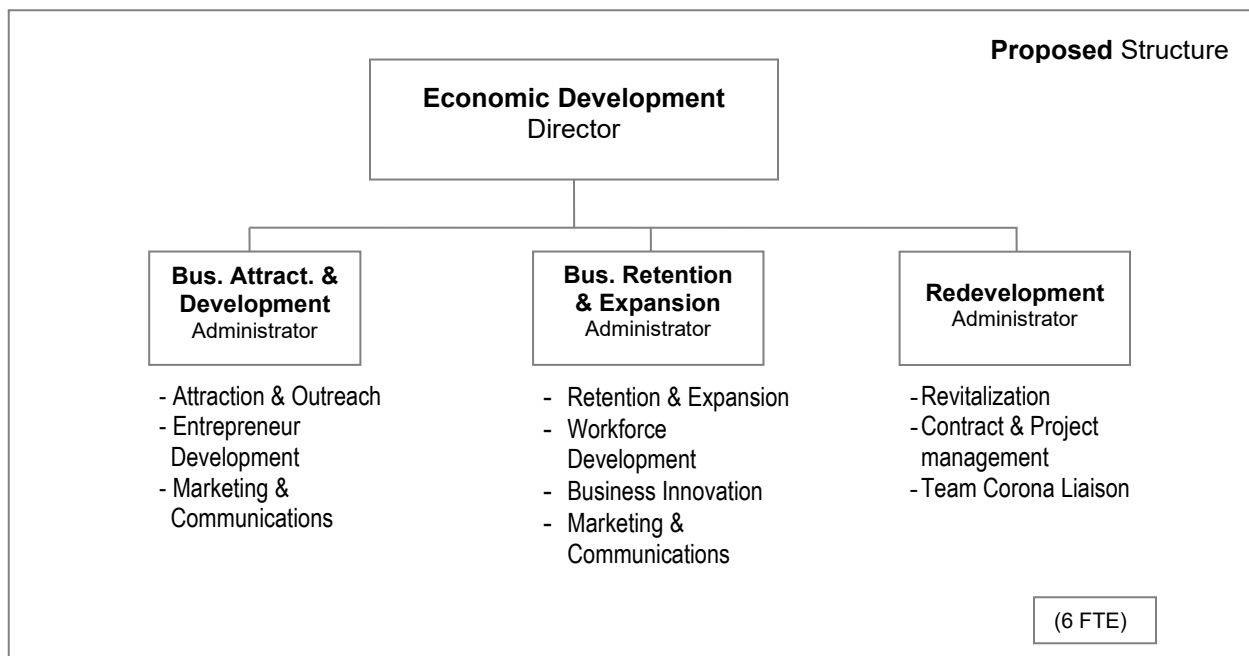 Proposed Structure
Economic Development
Director
Bus. Attract. &
Development
Administrator
- Attraction & Outreach
- Entrepreneur
Development
- Marketing &
Communications
Bus. Retention
& Expansion
Administrator
- Retention & Expansion
- Workforce
Development
- Business Innovation
- Marketing &
Communications
Redevelopment
Administrator
- Revitalization
- Contract & Project
management
- Team Corona Liaison
(6 FTE)